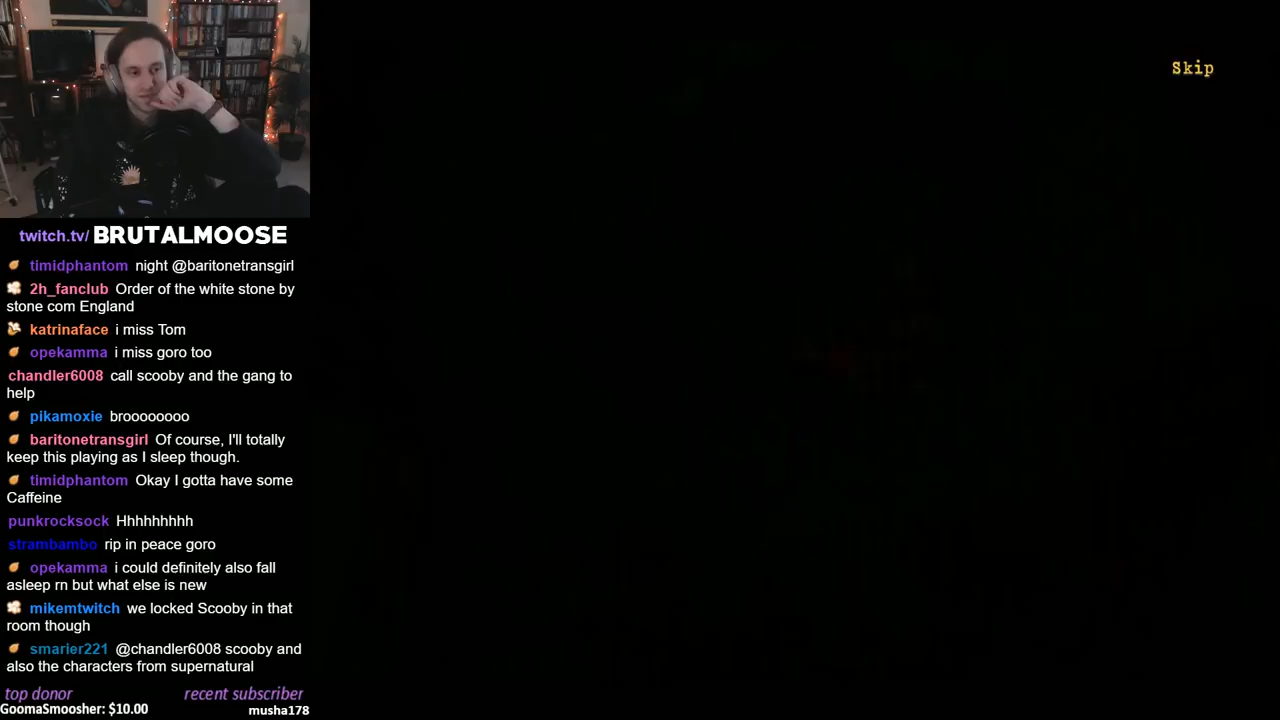 Skip
twitch.tv/ BRUTALMOOSE
timidphantom night @baritonetransgirl
2h_fanclub Order of the white stone by
stone com England
katrinaface i miss Tom
opekamma i miss goro too
chandler6008 call scooby and the gang to
help
pikamoxie broooooooo
baritonetransgirl Of course, I'll totally
keep this playing as I sleep though.
timidphantom Okay I gotta have some
Caffeine
punkrocksock Hhhhhhhhh
strambambo rip in peace goro
opekamma i could definitely also fall
asleep rn but what else is new
mikemtwitch we locked Scooby in that
room though
smarier221 @chandler6008 scooby and
also the characters from supernatural
top donor recent subscriber
GoomaSmoosher: $10.00 musha178